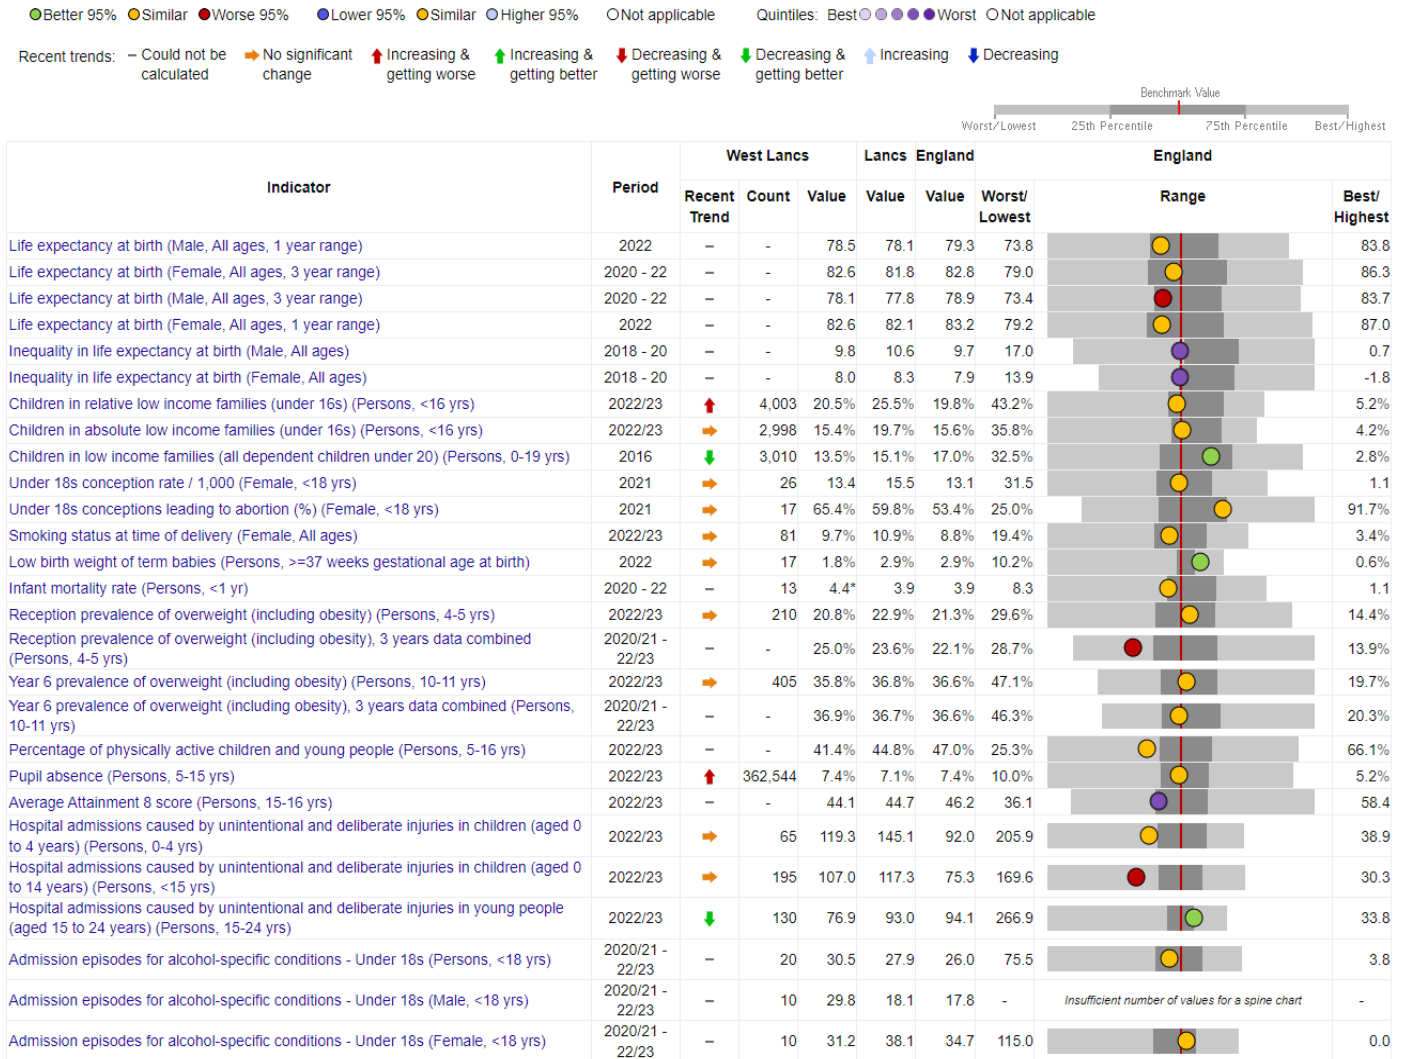 Better 95% Similar Worse 95% Lower 95% Similar Higher 95% Not applicable Quintiles: Best Worst Not applicable
Recent trends: – Could not be calculated No significant change Increasing & getting worse Increasing & getting better Decreasing & getting worse Decreasing & getting better Increasing Decreasing
Benchmark Value
Worst/Lowest 25th Percentile 75th Percentile Best/Highest
West Lancs Lancs England England
Indicator Period Recent Trend Count Value Value Value Worst/ Lowest Range Best/ Highest
Life expectancy at birth (Male, All ages, 1 year range) 2022 – - 78.5 78.1 79.3 73.8 83.8
Life expectancy at birth (Female, All ages, 3 year range) 2020 - 22 – - 82.6 81.8 82.8 79.0 86.3
Life expectancy at birth (Male, All ages, 3 year range) 2020 - 22 – - 78.1 77.8 78.9 73.4 83.7
Life expectancy at birth (Female, All ages, 1 year range) 2022 – - 82.6 82.1 83.2 79.2 87.0
Inequality in life expectancy at birth (Male, All ages) 2018 - 20 – - 9.8 10.6 9.7 17.0 0.7
Inequality in life expectancy at birth (Female, All ages) 2018 - 20 – - 8.0 8.3 7.9 13.9 -1.8
Children in relative low income families (under 16s) (Persons, <16 yrs) 2022/23 4,003 20.5% 25.5% 19.8% 43.2% 5.2%
Children in absolute low income families (under 16s) (Persons, <16 yrs) 2022/23 2,998 15.4% 19.7% 15.6% 35.8% 4.2%
Children in low income families (all dependent children under 20) (Persons, 0-19 yrs) 2016 3,010 13.5% 15.1% 17.0% 32.5% 2.8%
Under 18s conception rate / 1,000 (Female, <18 yrs) 2021 26 13.4 15.5 13.1 31.5 1.1
Under 18s conceptions leading to abortion (%) (Female, <18 yrs) 2021 17 65.4% 59.8% 53.4% 25.0% 91.7%
Smoking status at time of delivery (Female, All ages) 2022/23 81 9.7% 10.9% 8.8% 19.4% 3.4%
Low birth weight of term babies (Persons, >=37 weeks gestational age at birth) 2022 17 1.8% 2.9% 2.9% 10.2% 0.6%
Infant mortality rate (Persons, <1 yr) 2020 - 22 – 13 4.4* 3.9 3.9 8.3 1.1
Reception prevalence of overweight (including obesity) (Persons, 4-5 yrs) 2022/23 210 20.8% 22.9% 21.3% 29.6% 14.4%
Reception prevalence of overweight (including obesity), 3 years data combined
(Persons, 4-5 yrs) 2020/21 - 22/23 – - 25.0% 23.6% 22.1% 28.7% 13.9%
Year 6 prevalence of overweight (including obesity) (Persons, 10-11 yrs) 2022/23 405 35.8% 36.8% 36.6% 47.1% 19.7%
Year 6 prevalence of overweight (including obesity), 3 years data combined (Persons,
10-11 yrs) 2020/21 - 22/23 – - 36.9% 36.7% 36.6% 46.3% 20.3%
Percentage of physically active children and young people (Persons, 5-16 yrs) 2022/23 – - 41.4% 44.8% 47.0% 25.3% 66.1%
Pupil absence (Persons, 5-15 yrs) 2022/23 362,544 7.4% 7.1% 7.4% 10.0% 5.2%
Average Attainment 8 score (Persons, 15-16 yrs) 2022/23 – - 44.1 44.7 46.2 36.1 58.4
Hospital admissions caused by unintentional and deliberate injuries in children (aged 0
to 4 years) (Persons, 0-4 yrs) 2022/23 65 119.3 145.1 92.0 205.9 38.9
Hospital admissions caused by unintentional and deliberate injuries in children (aged 0
to 14 years) (Persons, <15 yrs) 2022/23 195 107.0 117.3 75.3 169.6 30.3
Hospital admissions caused by unintentional and deliberate injuries in young people
(aged 15 to 24 years) (Persons, 15-24 yrs) 2022/23 130 76.9 93.0 94.1 266.9 33.8
Admission episodes for alcohol-specific conditions - Under 18s (Persons, <18 yrs) 2020/21 - 22/23 – 20 30.5 27.9 26.0 75.5 3.8
Admission episodes for alcohol-specific conditions - Under 18s (Male, <18 yrs) 2020/21 - 22/23 – 10 29.8 18.1 17.8 - Insufficient number of values for a spine chart -
Admission episodes for alcohol-specific conditions - Under 18s (Female, <18 yrs) 2020/21 - 22/23 – 10 31.2 38.1 34.7 115.0 0.0